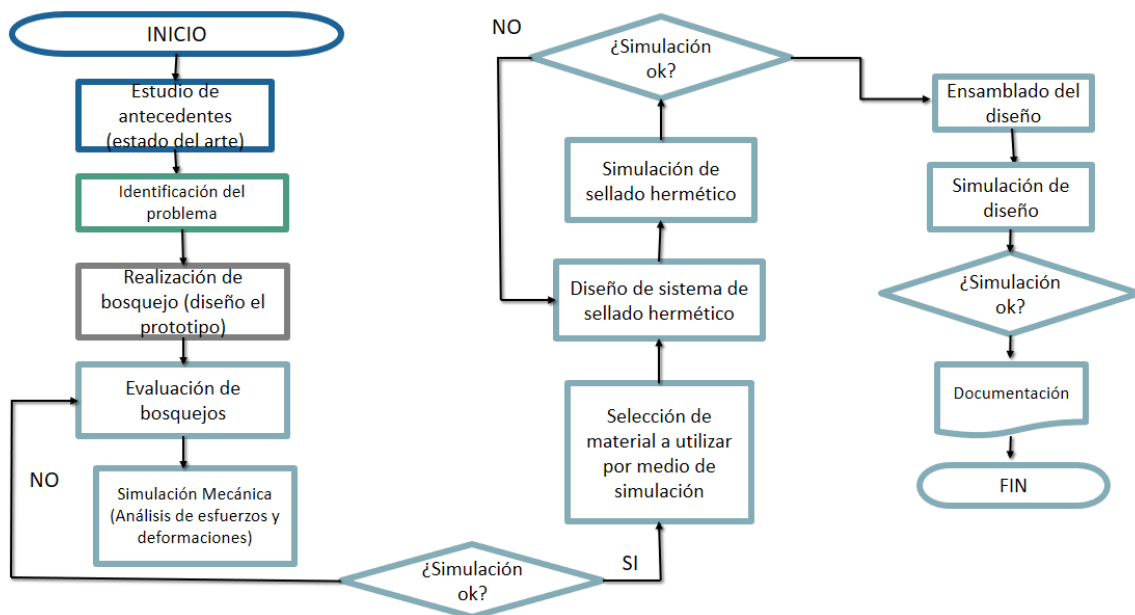 INICIO
Estudio de
antecedentes
(estado del arte)
Identificación del
problema
Realización de
bosquejo (diseño el
prototipo)
Evaluación de
bosquejos
NO
Simulación Mecánica
(Análisis de esfuerzos y
deformaciones)
¿Simulación
ok?
SI
Selección de
material a utilizar
por medio de
simulación
Diseño de sistema de
sellado hermético
Simulación de
sellado hermético
¿Simulación
ok?
NO
Ensamblado del
diseño
Simulación de
diseño
¿Simulación
ok?
Documentación
FIN